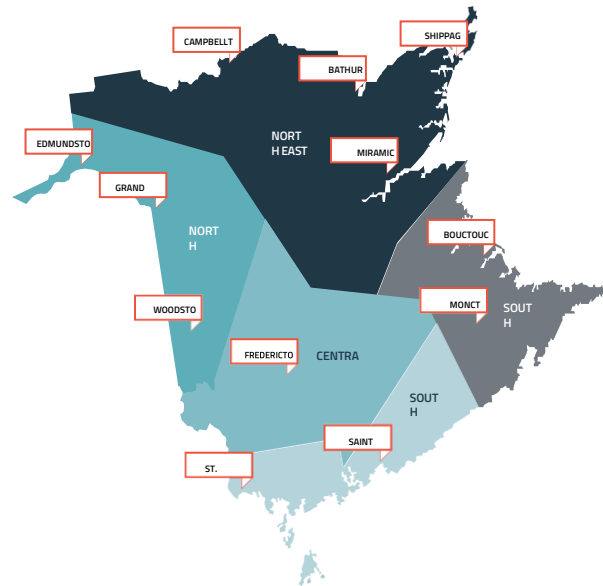 SHIPPAG
CAMPBELLT
BATHUR
NORT
H EAST
EDMUNDSTO
MIRAMIC
GRAND
NORT
H
BOUCTOUC
WOODSTO
MONCT
SOUT
H
FREDERICTO
CENTRA
SOUT
H
SAINT
ST.